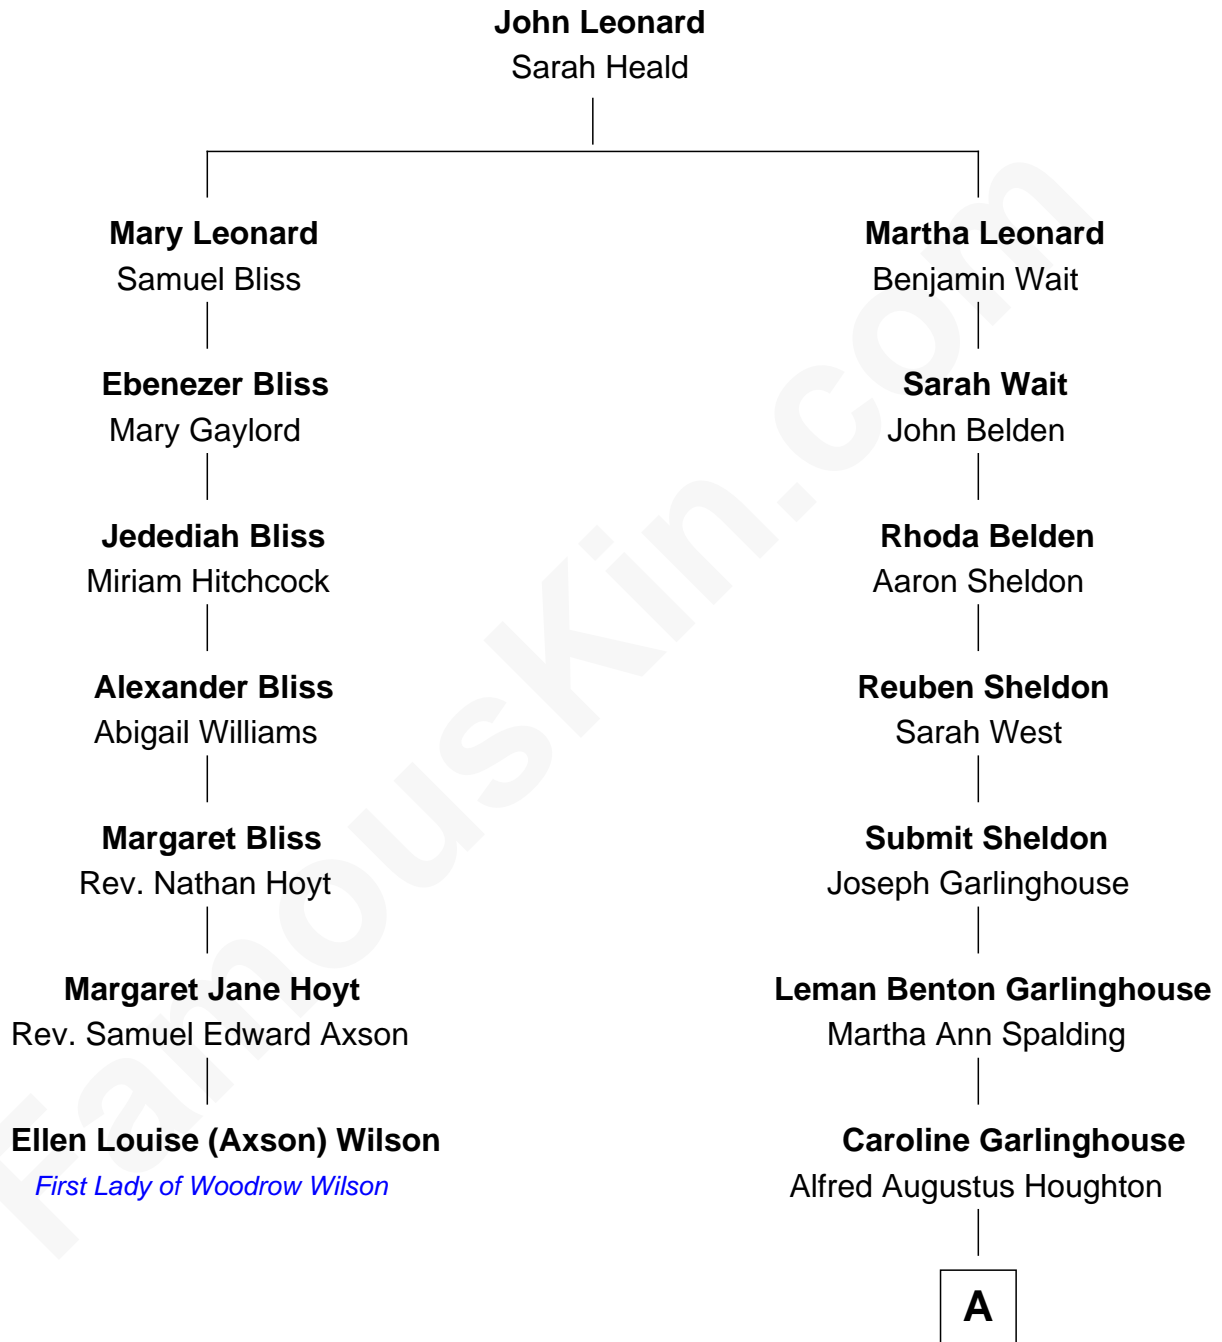 John Leonard
Sarah Heald
Mary Leonard
Samuel Bliss
Ebenezer Bliss
Mary Gaylord
Jedediah Bliss
Miriam Hitchcock
Alexander Bliss
Abigail Williams
Margaret Bliss
Rev. Nathan Hoyt
Margaret Jane Hoyt
Rev. Samuel Edward Axson
Ellen Louise (Axson) Wilson
First Lady of Woodrow Wilson
Martha Leonard
Benjamin Wait
Sarah Wait
John Belden
Rhoda Belden
Aaron Sheldon
Reuben Sheldon
Sarah West
Submit Sheldon
Joseph Garlinghouse
Leman Benton Garlinghouse
Martha Ann Spalding
Caroline Garlinghouse
Alfred Augustus Houghton
A
FamousKin.com